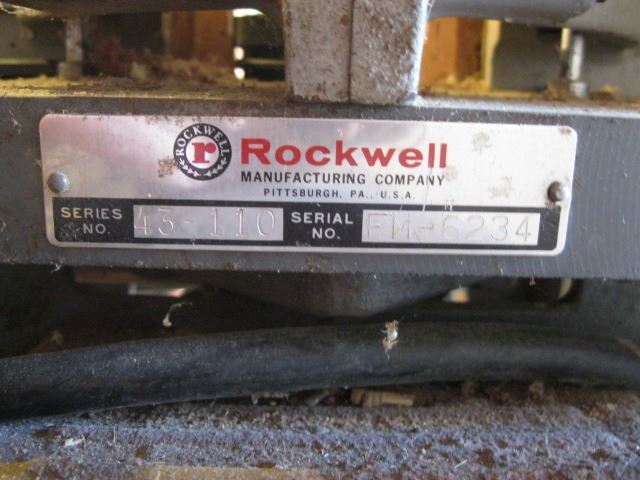 ROCKWELL
r
Rockwell
MANUFACTURING COMPANY
PITTSBURGH, PA., U.S.A.
SERIES NO. 43-110 SERIAL NO. FM-6234